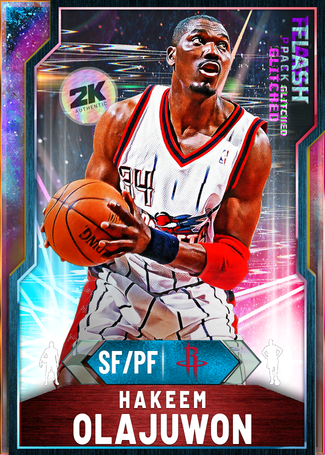 FLASH
PACK GLITCHED
GLITCHED
2K
AUTHENTIC
34
SF/PF
HAKEEM
OLAJUWON